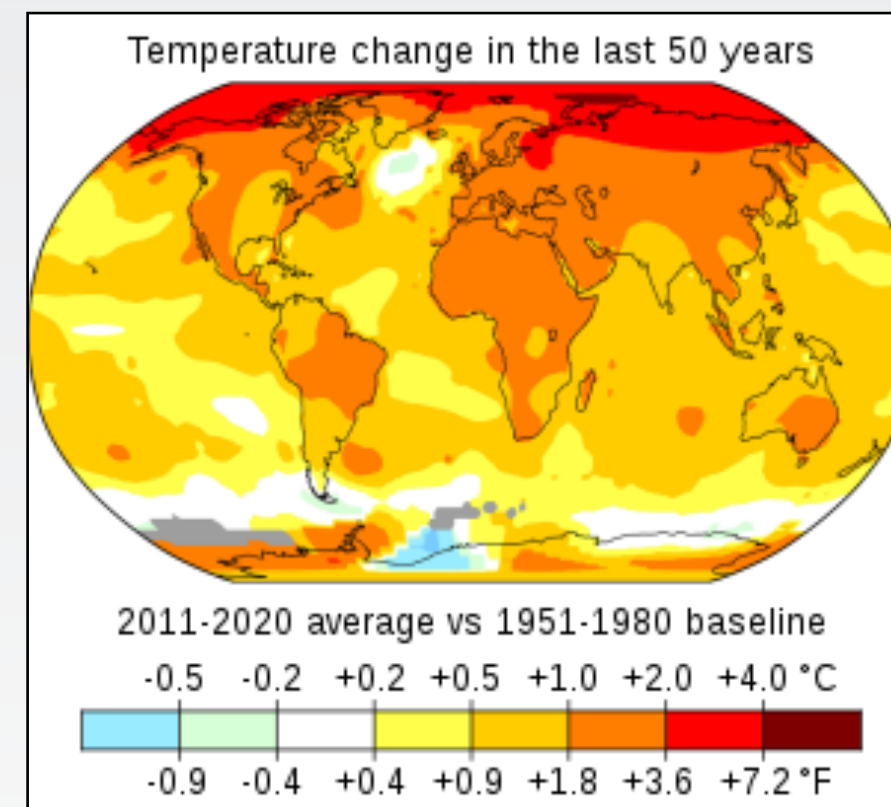 Temperature change in the last 50 years
2011-2020 average vs 1951-1980 baseline
-0.5 -0.2 +0.2 +0.5 +1.0 +2.0 +4.0 °C
-0.9 -0.4 +0.4 +0.9 +1.8 +3.6 +7.2 °F